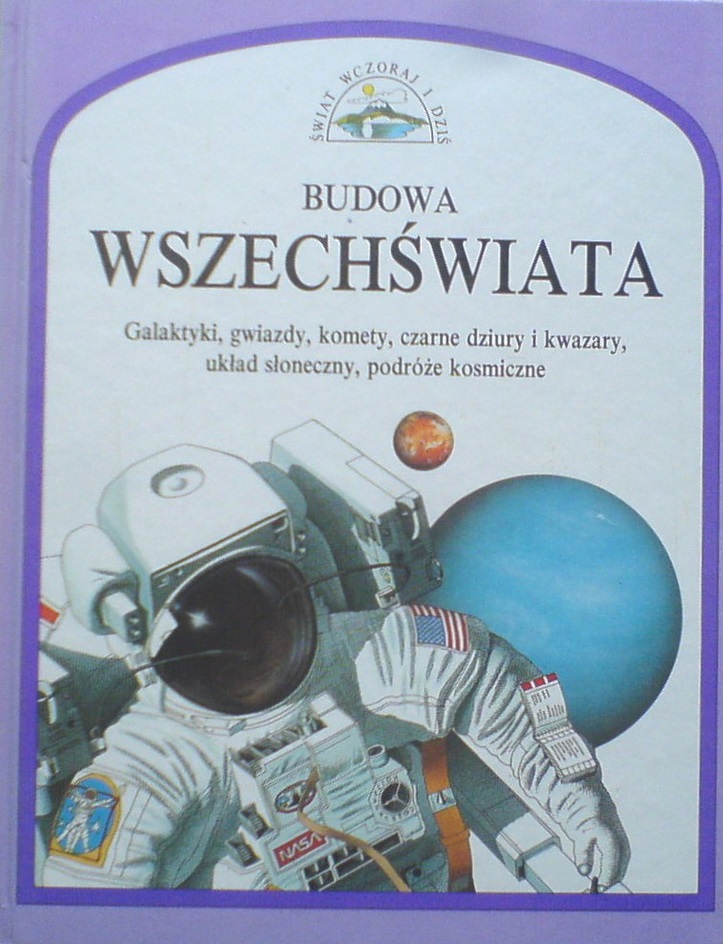 ŚWIAT WCZORAJ I DZIŚ
BUDOWA
WSZECHŚWIATA
Galaktyki, gwiazdy, komety, czarne dziury i kwazary,
układ słoneczny, podróże kosmiczne
NASA